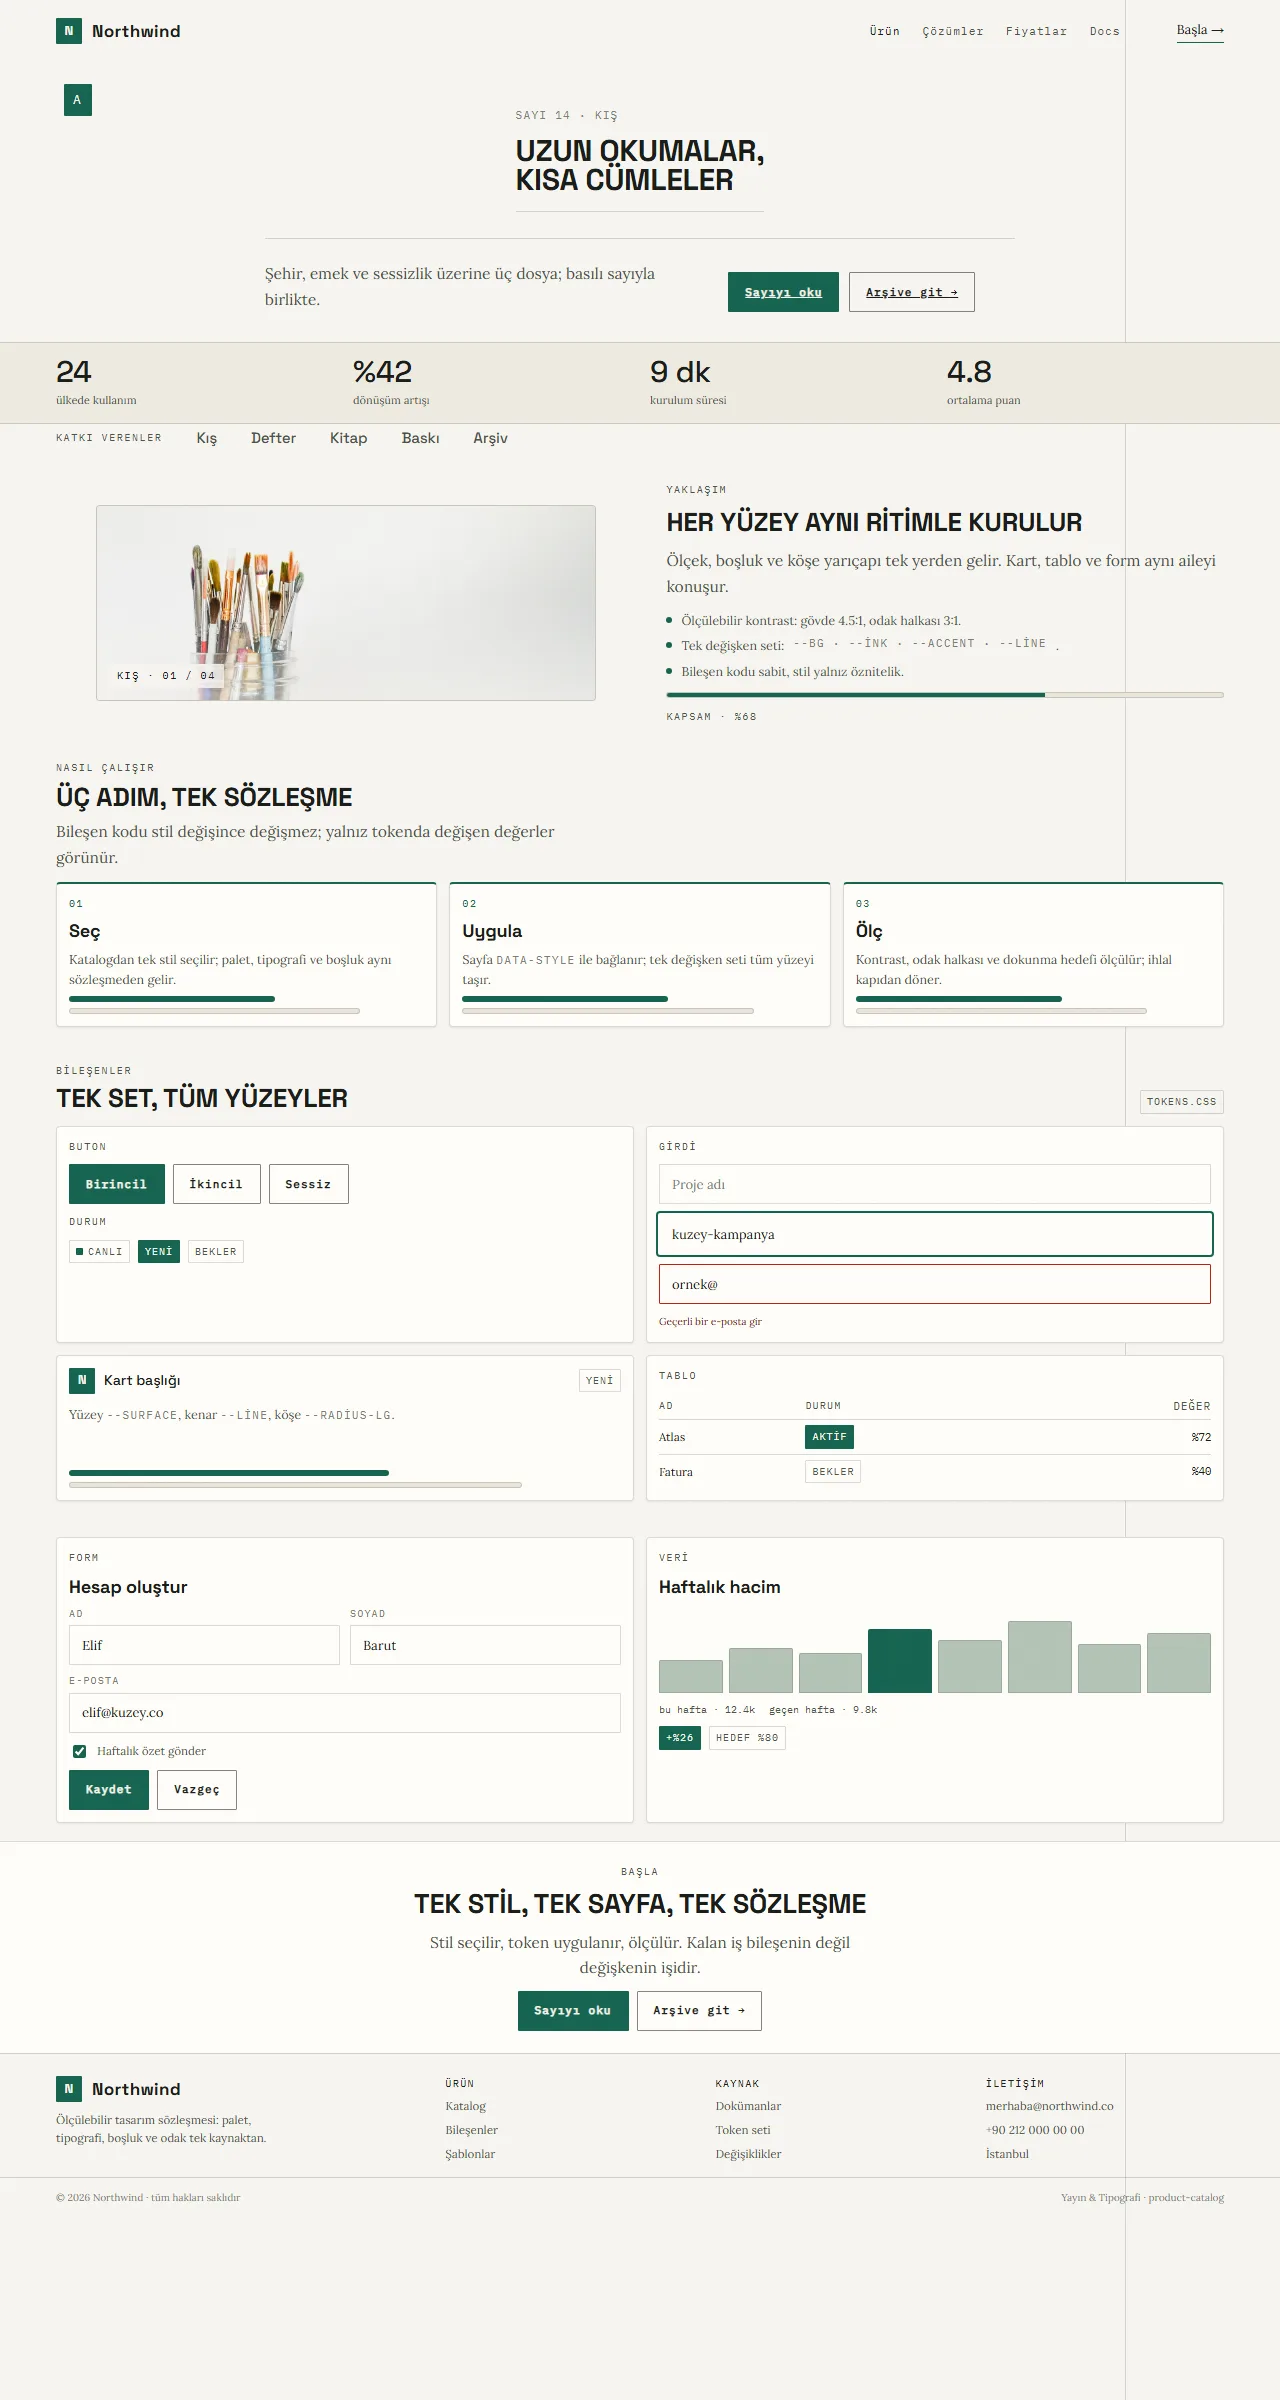 N Northwind
Ürün Çözümler Fiyatlar Docs Başla →
A
SAYI 14 · KIŞ
UZUN OKUMALAR,
KISA CÜMLELER
Şehir, emek ve sessizlik üzerine üç dosya; basılı sayıyla
birlikte.
Sayıyı oku Arşive git →
24 %42 9 dk 4.8
ülkede kullanım dönüşüm artışı kurulum süresi ortalama puan
KATKI VERENLER Kış Defter Kitap Baskı Arşiv
KIŞ · 01 / 04
YAKLAŞIM
HER YÜZEY AYNI RİTİMLE KURULUR
Ölçek, boşluk ve köşe yarıçapı tek yerden gelir. Kart, tablo ve form aynı aileyi
konuşur.
Ölçülebilir kontrast: gövde 4.5:1, odak halkası 3:1.
Tek değişken seti: --BG · --İNK · --ACCENT · --LİNE .
Bileşen kodu sabit, stil yalnız öznitelik.
KAPSAM · %68
NASIL ÇALIŞIR
ÜÇ ADIM, TEK SÖZLEŞME
Bileşen kodu stil değişince değişmez; yalnız tokenda değişen değerler
görünür.
01
Seç
Katalogdan tek stil seçilir; palet, tipografi ve boşluk aynı
sözleşmeden gelir.
02
Uygula
Sayfa DATA-STYLE ile bağlanır; tek değişken seti tüm yüzeyi
taşır.
03
Ölç
Kontrast, odak halkası ve dokunma hedefi ölçülür; ihlal
kapıdan döner.
BİLEŞENLER
TEK SET, TÜM YÜZEYLER
TOKENS.CSS
BUTON
Birincil İkincil Sessiz
DURUM
CANLI YENİ BEKLER
GİRDİ
Proje adı
kuzey-kampanya
ornek@
Geçerli bir e-posta gir
N Kart başlığı YENİ
Yüzey --SURFACE, kenar --LİNE, köşe --RADİUS-LG.
TABLO
AD DURUM DEĞER
Atlas AKTİF %72
Fatura BEKLER %40
FORM
Hesap oluştur
AD SOYAD
Elif Barut
E-POSTA
elif@kuzey.co
Haftalık özet gönder
Kaydet Vazgeç
VERİ
Haftalık hacim
bu hafta · 12.4k geçen hafta · 9.8k
+%26 HEDEF %80
BAŞLA
TEK STİL, TEK SAYFA, TEK SÖZLEŞME
Stil seçilir, token uygulanır, ölçülür. Kalan iş bileşenin değil
değişkenin işidir.
Sayıyı oku Arşive git →
N Northwind
Ölçülebilir tasarım sözleşmesi: palet,
tipografi, boşluk ve odak tek kaynaktan.
ÜRÜN
Katalog
Bileşenler
Şablonlar
KAYNAK
Dokümanlar
Token seti
Değişiklikler
İLETİŞİM
merhaba@northwind.co
+90 212 000 00 00
İstanbul
© 2026 Northwind · tüm hakları saklıdır
Yayın & Tipografi · product-catalog